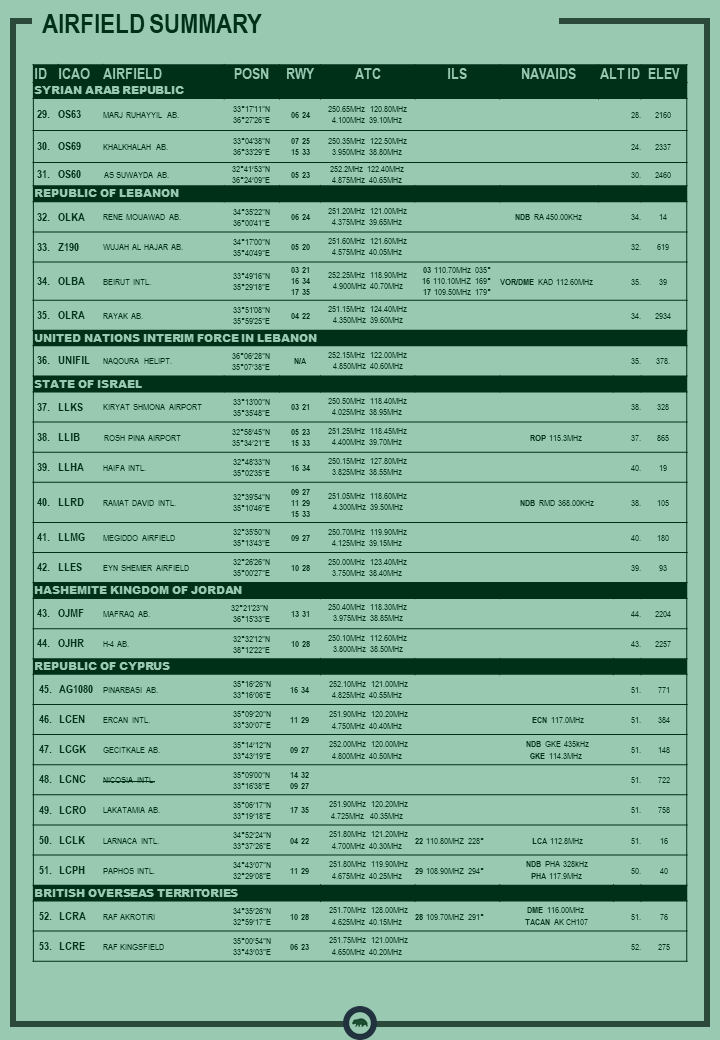 AIRFIELD SUMMARY
ID ICAO AIRFIELD POSN RWY ATC ILS NAVAIDS ALT ID ELEV
SYRIAN ARAB REPUBLIC
29. OS63 MARJ RUHAYYIL AB. 33°17'11"N 36°27'26"E 06 24 250.65MHz 120.80MHz 4.100MHz 39.10MHz 28. 2160
30. OS69 KHALKHALAH AB. 33°04'38"N 36°33'29"E 07 25 15 33 250.35MHz 122.50MHz 3.950MHz 38.80MHz 24. 2337
31. OS60 AS SUWAYDA AB. 32°41'53"N 36°24'09"E 05 23 252.2MHz 122.40MHz 4.875MHz 40.65MHz 30. 2460
REPUBLIC OF LEBANON
32. OLKA RENE MOUAWAD AB. 34°35'22"N 36°00'41"E 06 24 251.20MHz 121.00MHz 4.375MHz 39.65MHz NDB RA 450.00KHz 34. 14
33. Z190 WUJAH AL HAJAR AB. 34°17'00"N 35°40'49"E 05 20 251.60MHz 121.60MHz 4.575MHz 40.05MHz 32. 619
34. OLBA BEIRUT INTL. 33°49'16"N 35°29'18"E 03 21 16 34 17 35 252.25MHz 118.90MHz 4.900MHz 40.70MHz 03 110.70MHZ 035° 16 110.10MHZ 169° 17 109.50MHZ 179° VOR/DME KAD 112.60MHz 35. 39
35. OLRA RAYAK AB. 33°51'08"N 35°59'25"E 04 22 251.15MHz 124.40MHz 4.350MHz 39.60MHz 34. 2934
UNITED NATIONS INTERIM FORCE IN LEBANON
36. UNIFIL NAQOURA HELIPT. 36°06'28"N 35°07'38"E N/A 252.15MHz 122.00MHz 4.850MHz 40.60MHz 35. 378.
STATE OF ISRAEL
37. LLKS KIRYAT SHMONA AIRPORT 33°13'00"N 35°35'48"E 03 21 250.50MHz 118.40MHz 4.025MHz 38.95MHz 38. 328
38. LLIB ROSH PINA AIRPORT 32°58'45"N 35°34'21"E 05 23 15 33 251.25MHz 118.45MHz 4.400MHz 39.70MHz ROP 115.3MHz 37. 865
39. LLHA HAIFA INTL. 32°48'33"N 35°02'35"E 16 34 250.15MHz 127.80MHz 3.825MHz 38.55MHz 40. 19
40. LLRD RAMAT DAVID INTL. 32°39'54"N 35°10'46"E 09 27 11 29 15 33 251.05MHz 118.60MHz 4.300MHz 39.50MHz NDB RMD 368.00KHz 38. 105
41. LLMG MEGIDDO AIRFIELD 32°35'50"N 35°13'43"E 09 27 250.70MHz 119.90MHz 4.125MHz 39.15MHz 40. 180
42. LLES EYN SHEMER AIRFIELD 32°26'26"N 35°00'27"E 10 28 250.00MHz 123.40MHz 3.750MHz 38.40MHz 39. 93
HASHEMITE KINGDOM OF JORDAN
43. OJMF MAFRAQ AB. 32°21'23"N 36°15'33"E 13 31 250.40MHz 118.30MHz 3.975MHz 38.85MHz 44. 2204
44. OJHR H-4 AB. 32°32'12"N 38°12'22"E 10 28 250.10MHz 112.60MHz 3.800MHz 38.50MHz 43. 2257
REPUBLIC OF CYPRUS
45. AG1080 PINARBASI AB. 35°16'26"N 33°16'06"E 16 34 252.10MHz 121.00MHz 4.825MHz 40.55MHz 51. 771
46. LCEN ERCAN INTL. 35°09'20"N 33°30'07"E 11 29 251.90MHz 120.20MHz 4.750MHz 40.40MHz ECN 117.0MHz 51. 384
47. LCGK GECITKALE AB. 35°14'12"N 33°43'19"E 09 27 252.00MHz 120.00MHz 4.800MHz 40.50MHz NDB GKE 435kHz GKE 114.3MHz 51. 148
48. LCNC NICOSIA INTL. 35°09'00"N 33°16'38"E 14 32 09 27 51. 722
49. LCRO LAKATAMIA AB. 35°06'17"N 33°19'18"E 17 35 251.90MHz 120.20MHz 4.725MHz 40.35MHz 51. 758
50. LCLK LARNACA INTL. 34°52'24"N 33°37'26"E 04 22 251.80MHz 121.20MHz 4.700MHz 40.30MHz 22 110.80MHZ 228° LCA 112.8MHz 51. 16
51. LCPH PAPHOS INTL. 34°43'07"N 32°29'08"E 11 29 251.80MHz 119.90MHz 4.675MHz 40.25MHz 29 108.90MHZ 294° NDB PHA 328kHz PHA 117.9MHz 50. 40
BRITISH OVERSEAS TERRITORIES
52. LCRA RAF AKROTIRI 34°35'26"N 32°59'17"E 10 28 251.70MHz 128.00MHz 4.625MHz 40.15MHz 28 109.70MHZ 291° DME 116.00MHz TACAN AK CH107 51. 76
53. LCRE RAF KINGSFIELD 35°00'54"N 33°43'03"E 06 23 251.75MHz 121.00MHz 4.650MHz 40.20MHz 52. 275